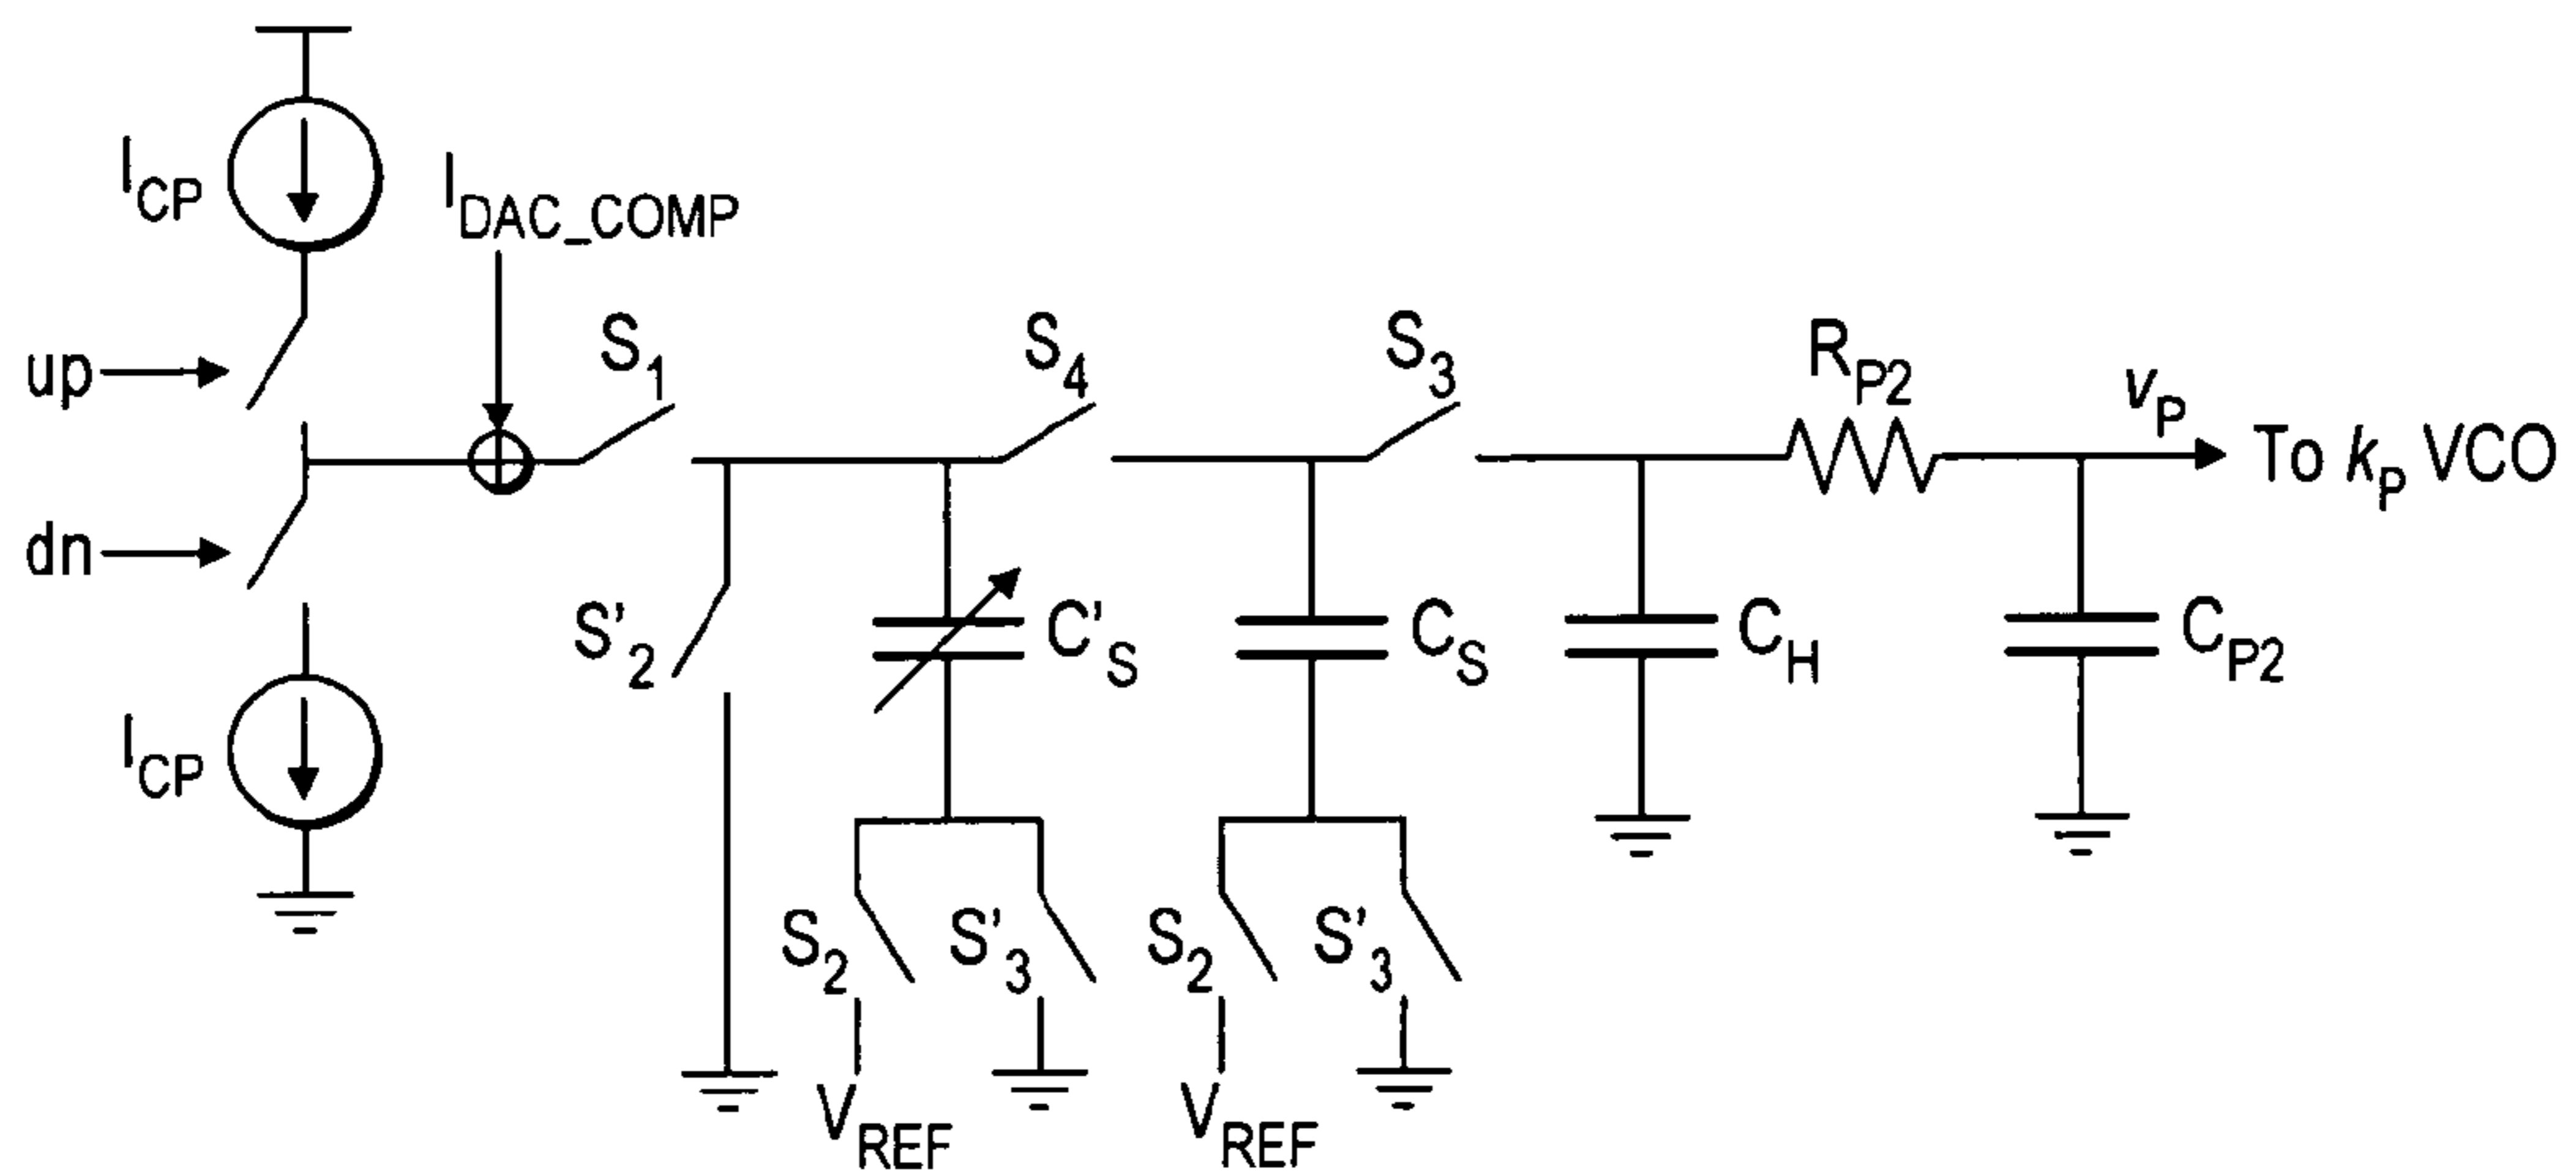 I_CP
I_DAC_COMP
up
dn
I_CP
S_1
S'_2
S_4
C'_S
S_2
S'_3
V_REF
S_3
C_S
S_2
S'_3
V_REF
C_H
R_P2
v_P
To k_P VCO
C_P2